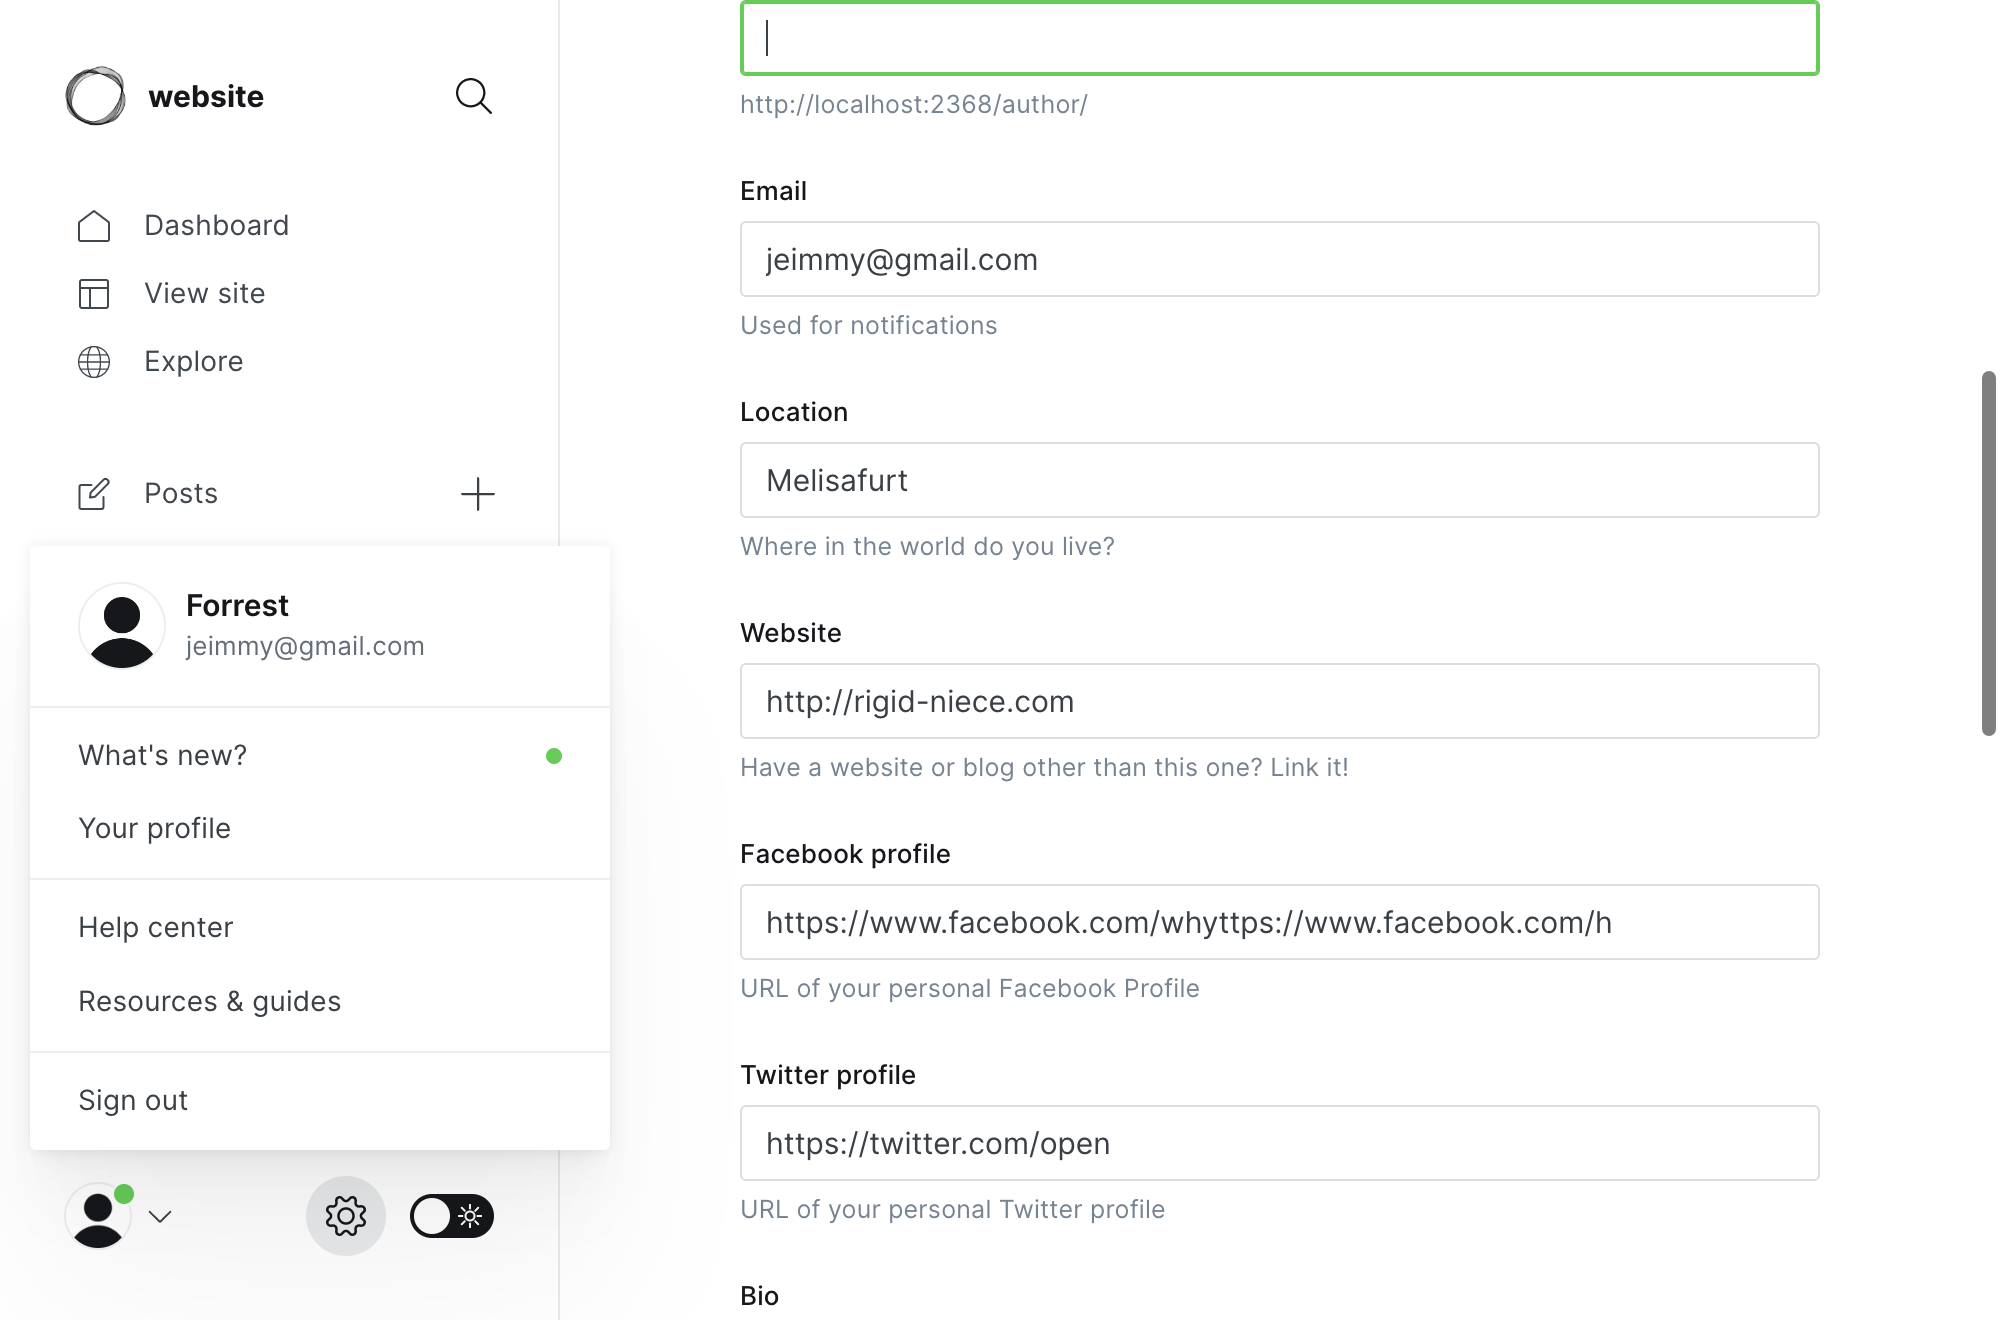 website
Dashboard
View site
Explore
Posts
Forrest
jeimmy@gmail.com
What's new?
Your profile
Help center
Resources & guides
Sign out
http://localhost:2368/author/
Email
jeimmy@gmail.com
Used for notifications
Location
Melisafurt
Where in the world do you live?
Website
http://rigid-niece.com
Have a website or blog other than this one? Link it!
Facebook profile
https://www.facebook.com/whyttps://www.facebook.com/h
URL of your personal Facebook Profile
Twitter profile
https://twitter.com/open
URL of your personal Twitter profile
Bio